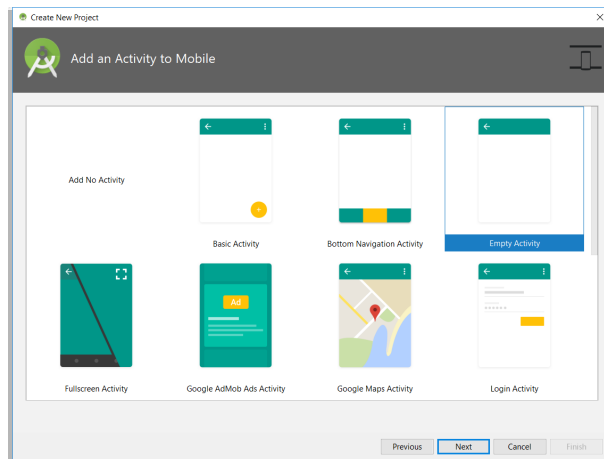 Create New Project
Add an Activity to Mobile
Add No Activity
Basic Activity
Bottom Navigation Activity
Empty Activity
Ad
Fullscreen Activity
Google AdMob Ads Activity
Google Maps Activity
Login Activity
Previous
Next
Cancel
Finish